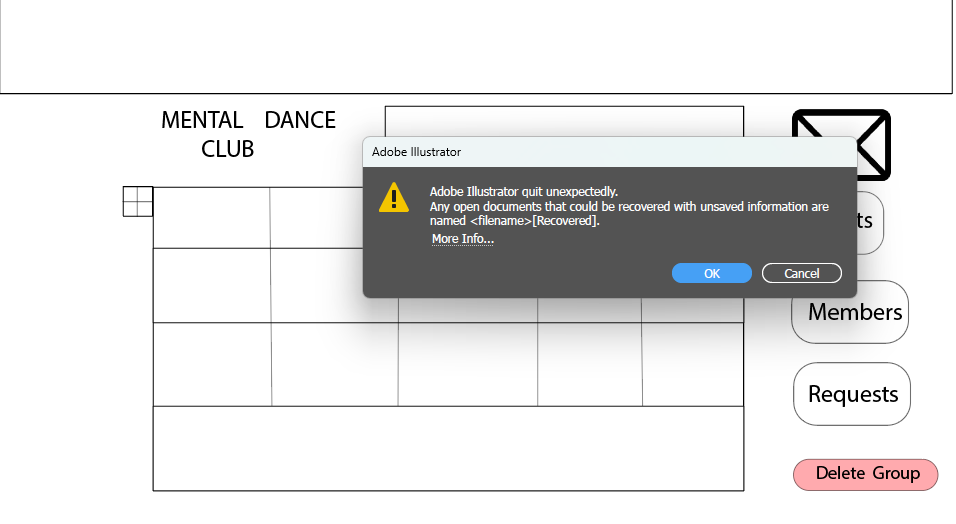 MENTAL DANCE
CLUB
Adobe Illustrator
Adobe Illustrator quit unexpectedly.
Any open documents that could be recovered with unsaved information are
named <filename>[Recovered].
More Info...
OK
Cancel
ts
Members
Requests
Delete Group